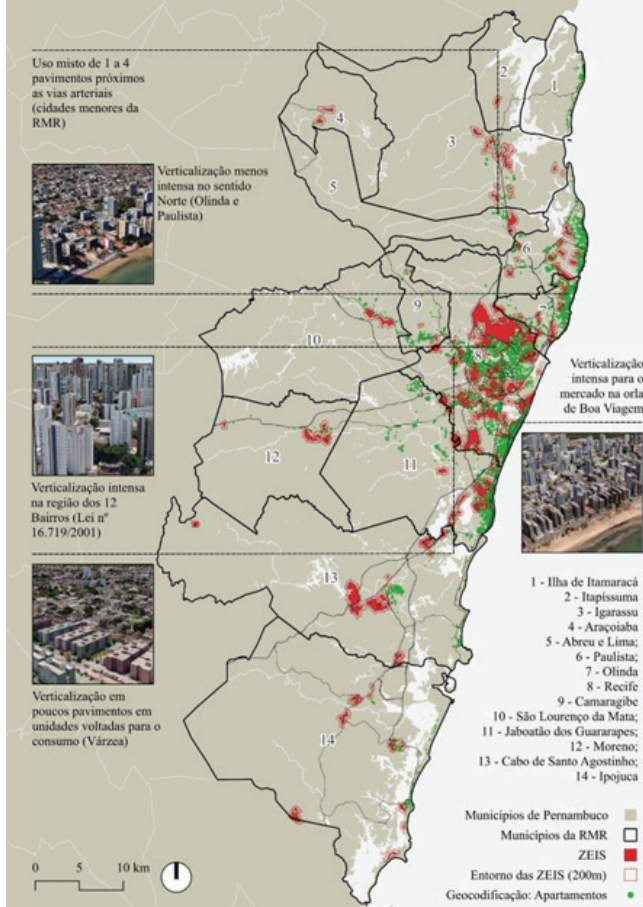 Uso misto de 1 a 4
pavimentos próximos
as vias arteriais
(cidades menores da
RMR)
Verticalização menos
intensa no sentido
Norte (Olinda e
Paulista)
Verticalização intensa
na região dos 12
Bairros (Lei nº
16.719/2001)
Verticalização em
poucos pavimentos em
unidades voltadas para o
consumo (Várzea)
1
2
3
4
5
6
7
8
9
10
11
12
13
14
Verticalização
intensa para o
mercado na orla
de Boa Viagem
1 - Ilha de Itamaracá
2 - Itapíssuma
3 - Igarassu
4 - Araçoiaba
5 - Abreu e Lima;
6 - Paulista;
7 - Olinda
8 - Recife
9 - Camaragibe
10 - São Lourenço da Mata;
11 - Jaboatão dos Guararapes;
12 - Moreno;
13 - Cabo de Santo Agostinho;
14 - Ipojuca
Municípios de Pernambuco
Municípios da RMR
ZEIS
Entorno das ZEIS (200m)
Geocodificação: Apartamentos
0 5 10 km